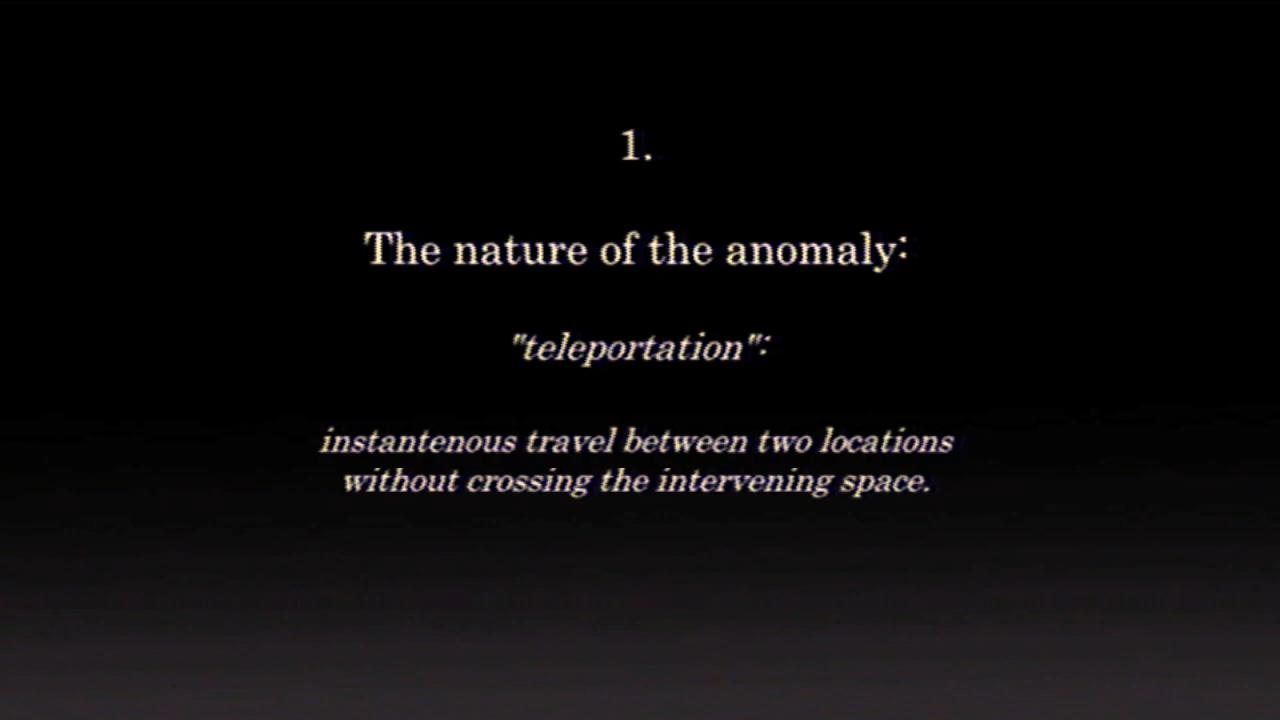 1.
The nature of the anomaly:
"teleportation":
instantenous travel between two locations
without crossing the intervening space.